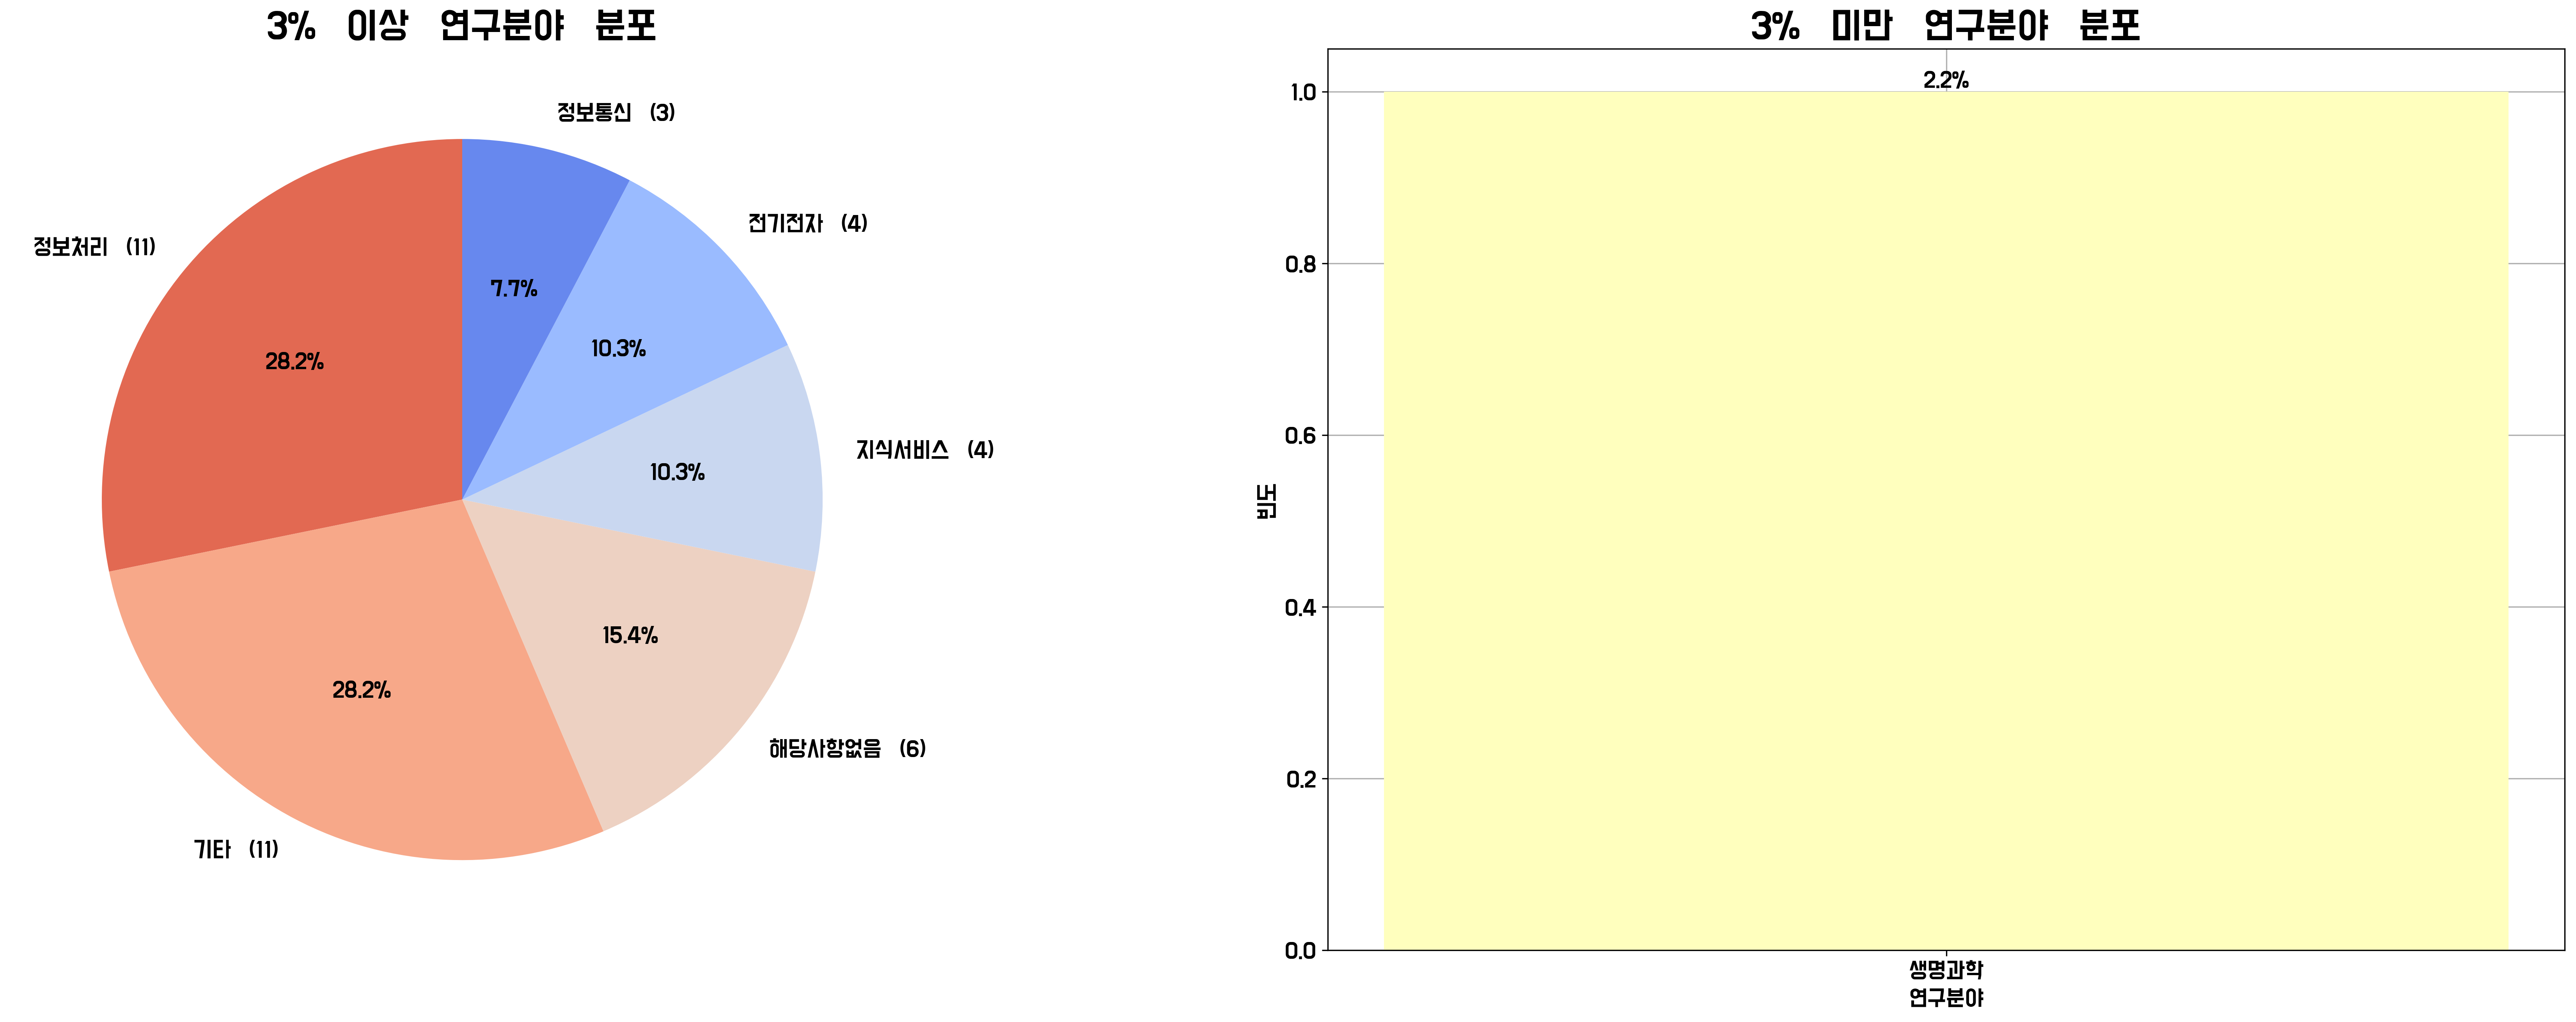 3% 이상 연구분야 분포
정보통신 (3)
전기전자 (4)
정보처리 (11)
7.7%
10.3%
28.2%
지식서비스 (4)
10.3%
15.4%
28.2%
해당사항없음 (6)
기타 (11)
3% 미만 연구분야 분포
2.2%
1.0
0.8
0.6
빈도
0.4
0.2
0.0
생명과학
연구분야